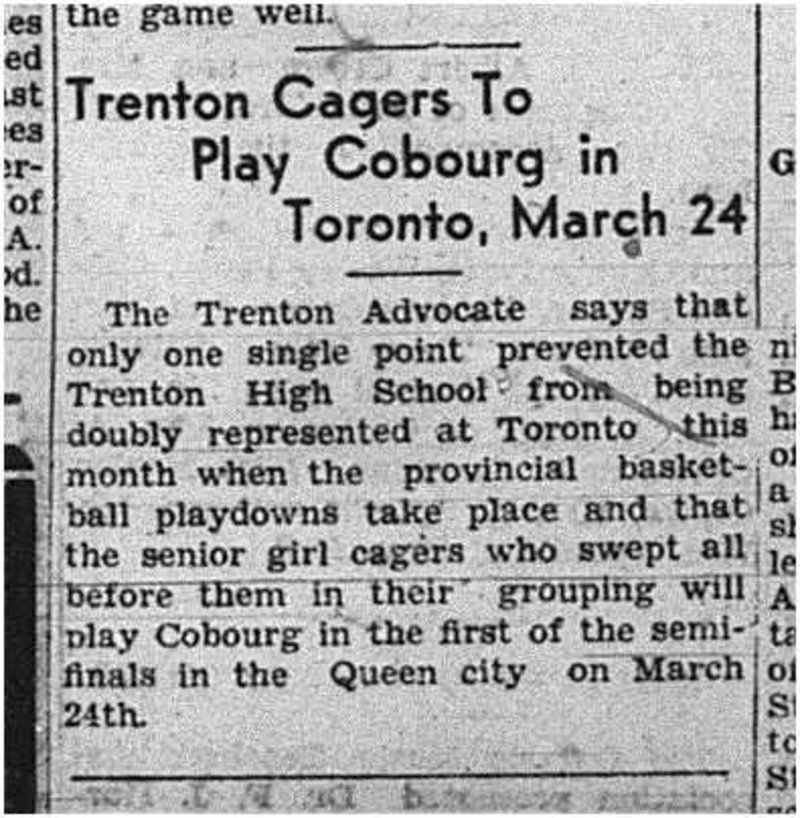 the game well.
Trenton Cagers To
Play Cobourg in
Toronto, March 24
The Trenton Advocate says that
only one single point prevented the
Trenton High School from being
doubly represented at Toronto this
month when the provincial basket-
ball playdowns take place and that
the senior girl cagers who swept all
before them in their grouping will
play Cobourg in the first of the semi-
finals in the Queen city on March
24th.